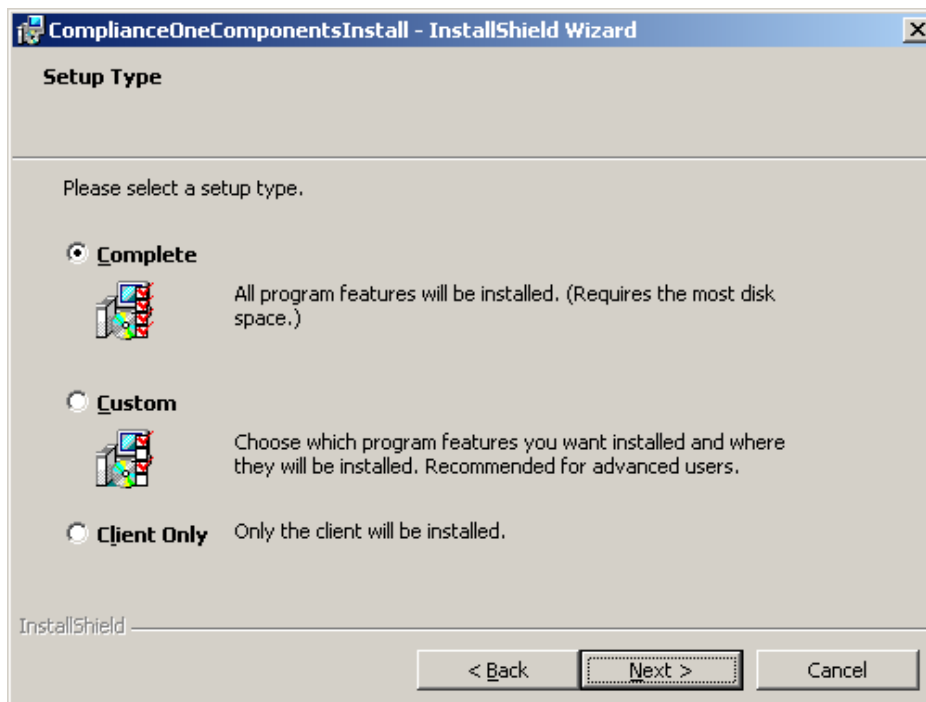 ComplianceOneComponentsInstall - InstallShield Wizard
Setup Type
Please select a setup type.
Complete
All program features will be installed. (Requires the most disk
space.)
Custom
Choose which program features you want installed and where
they will be installed. Recommended for advanced users.
Client Only Only the client will be installed.
InstallShield
< Back Next > Cancel